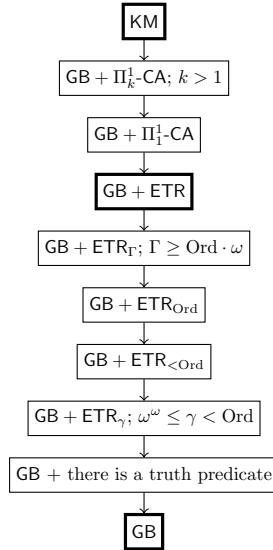 KM
GB + Π¹ₖ-CA; k > 1
GB + Π¹₁-CA
GB + ETR
GB + ETR_Γ; Γ ≥ Ord · ω
GB + ETR_Ord
GB + ETR_<Ord
GB + ETR_γ; ω^ω ≤ γ < Ord
GB + there is a truth predicate
GB